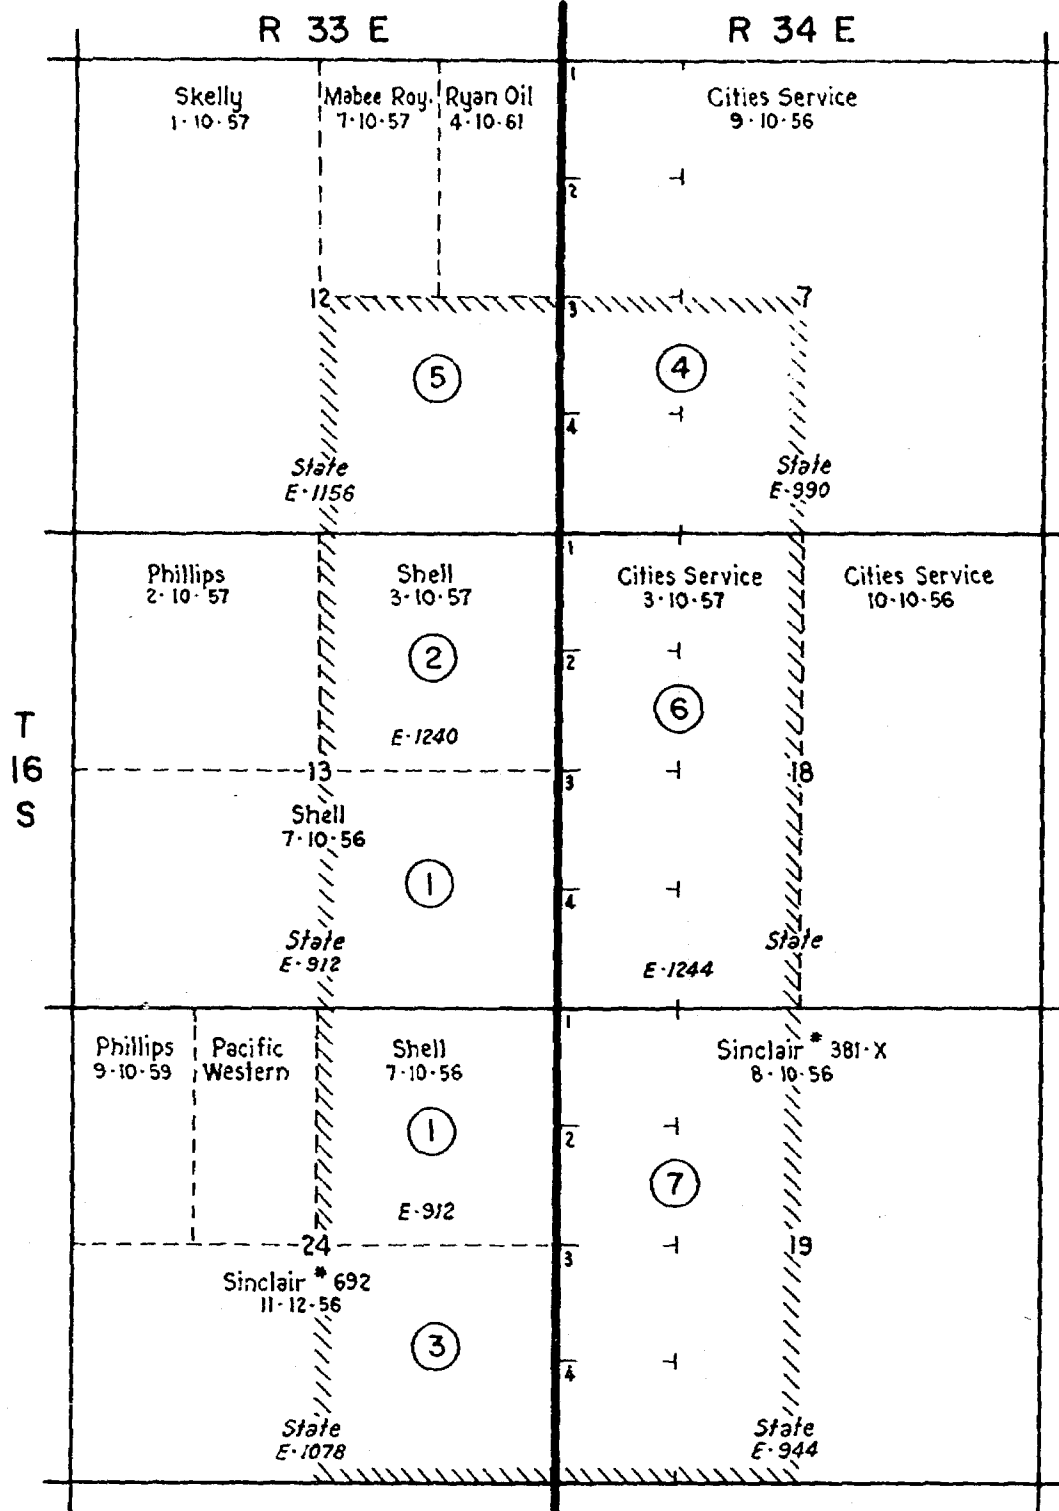 R 33 E
R 34 E
Skelly
1-10-57
Mabee Roy.
7-10-57
Ryan Oil
4-10-61
1
Cities Service
9-10-56
2
12
3
7
5
4
4
State
E-1156
State
E-990
Phillips
2-10-57
Shell
3-10-57
1
Cities Service
3-10-57
Cities Service
10-10-56
2
2
6
E-1240
T
16
S
13
3
18
Shell
7-10-56
1
4
State
E-912
State
E-1244
Phillips
9-10-59
Pacific
Western
Shell
7-10-56
1
Sinclair # 381-X
8-10-56
1
2
7
E-912
24
3
19
Sinclair # 692
11-12-56
3
4
State
E-1078
State
E-944